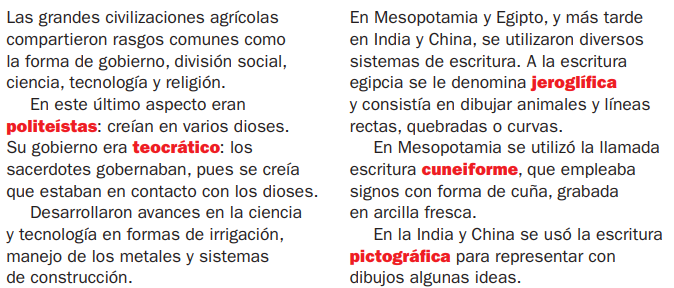 Las grandes civilizaciones agrícolas
compartieron rasgos comunes como
la forma de gobierno, división social,
ciencia, tecnología y religión.
En este último aspecto eran
politeístas: creían en varios dioses.
Su gobierno era teocrático: los
sacerdotes gobernaban, pues se creía
que estaban en contacto con los dioses.
Desarrollaron avances en la ciencia
y tecnología en formas de irrigación,
manejo de los metales y sistemas
de construcción.
En Mesopotamia y Egipto, y más tarde
en India y China, se utilizaron diversos
sistemas de escritura. A la escritura
egipcia se le denomina jeroglífica
y consistía en dibujar animales y líneas
rectas, quebradas o curvas.
En Mesopotamia se utilizó la llamada
escritura cuneiforme, que empleaba
signos con forma de cuña, grabada
en arcilla fresca.
En la India y China se usó la escritura
pictográfica para representar con
dibujos algunas ideas.